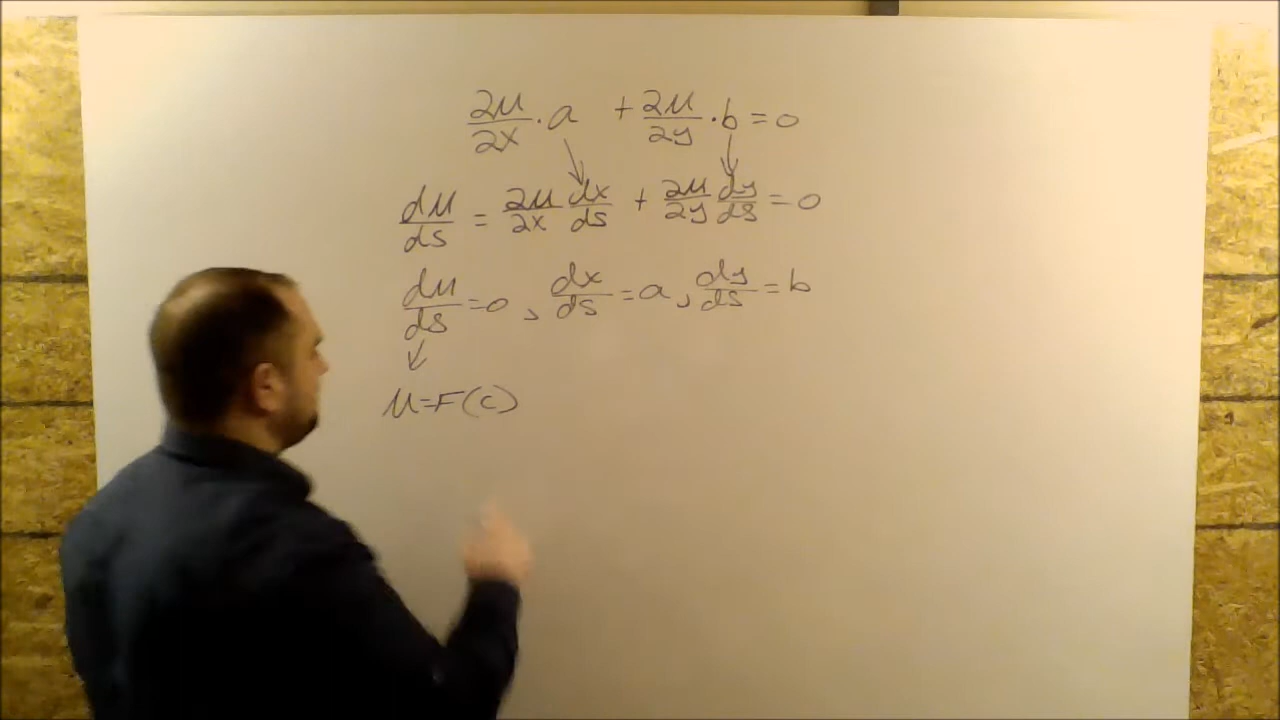 ∂u/∂x · a + ∂u/∂y · b = 0
du/ds = ∂u/∂x dx/ds + ∂u/∂y dy/ds = 0
du/ds = 0, dx/ds = a, dy/ds = b
u = F(c)